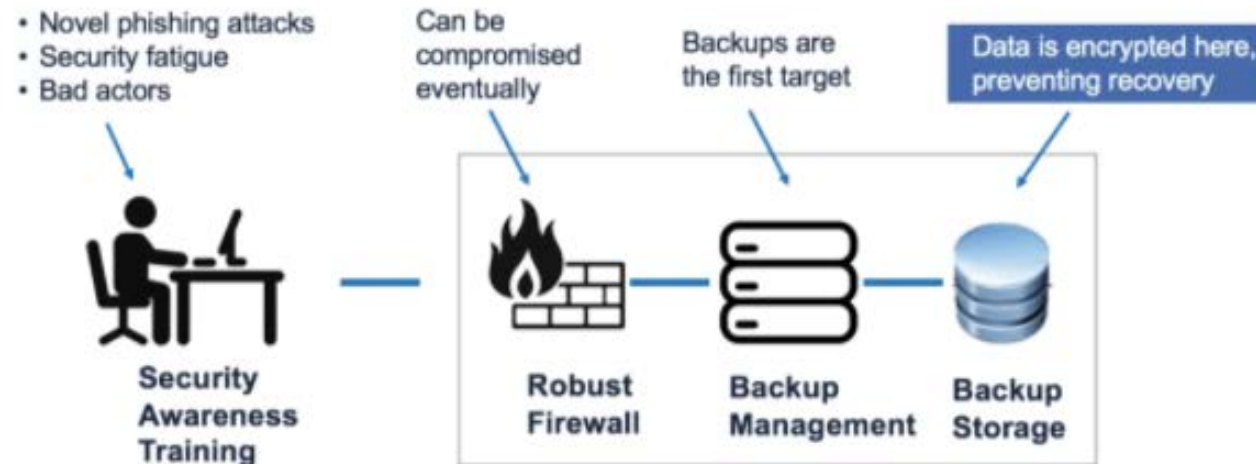 • Novel phishing attacks
• Security fatigue
• Bad actors
Can be
compromised
eventually
Backups are
the first target
Data is encrypted here,
preventing recovery
Security
Awareness
Training
Robust
Firewall
Backup
Management
Backup
Storage